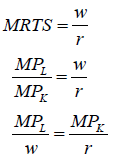 MRTS = w/r
MP_L/MP_K = w/r
MP_L/w = MP_K/r